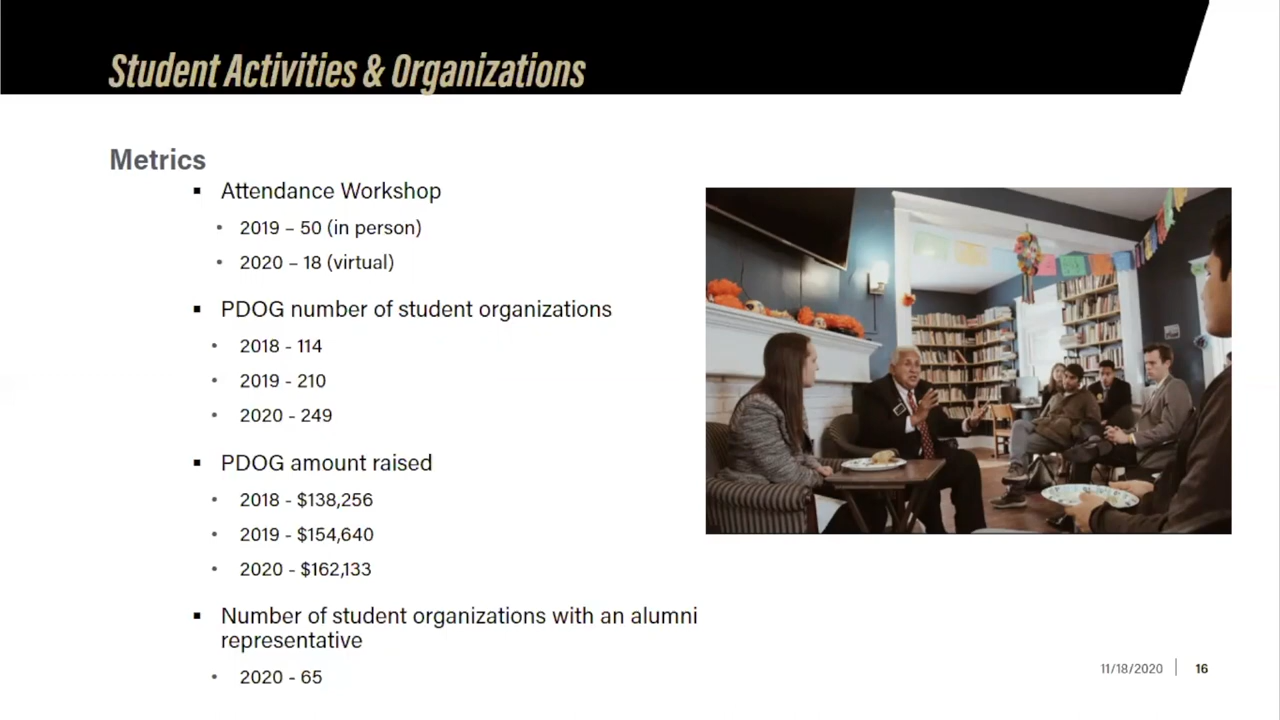 Student Activities & Organizations
Metrics
▪ Attendance Workshop
• 2019 – 50 (in person)
• 2020 – 18 (virtual)
▪ PDOG number of student organizations
• 2018 - 114
• 2019 - 210
• 2020 - 249
▪ PDOG amount raised
• 2018 - $138,256
• 2019 - $154,640
• 2020 - $162,133
▪ Number of student organizations with an alumni
representative
• 2020 - 65
11/18/2020 | 16